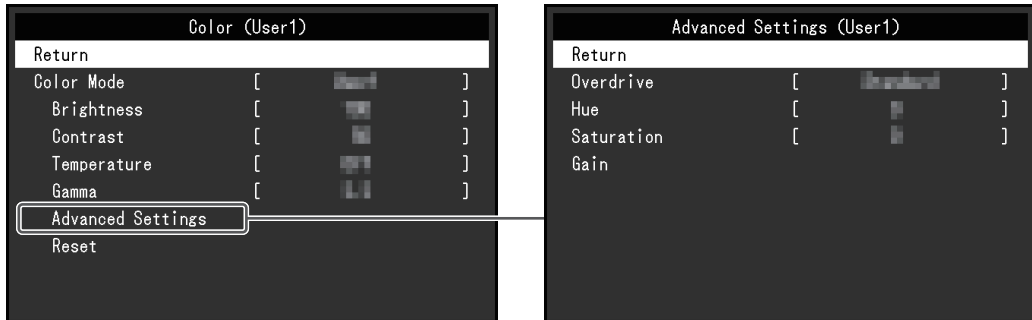 Color (User1)
Return
Color Mode [ ]
Brightness [ ]
Contrast [ ]
Temperature [ ]
Gamma [ ]
Advanced Settings
Reset
Advanced Settings (User1)
Return
Overdrive [ ]
Hue [ ]
Saturation [ ]
Gain